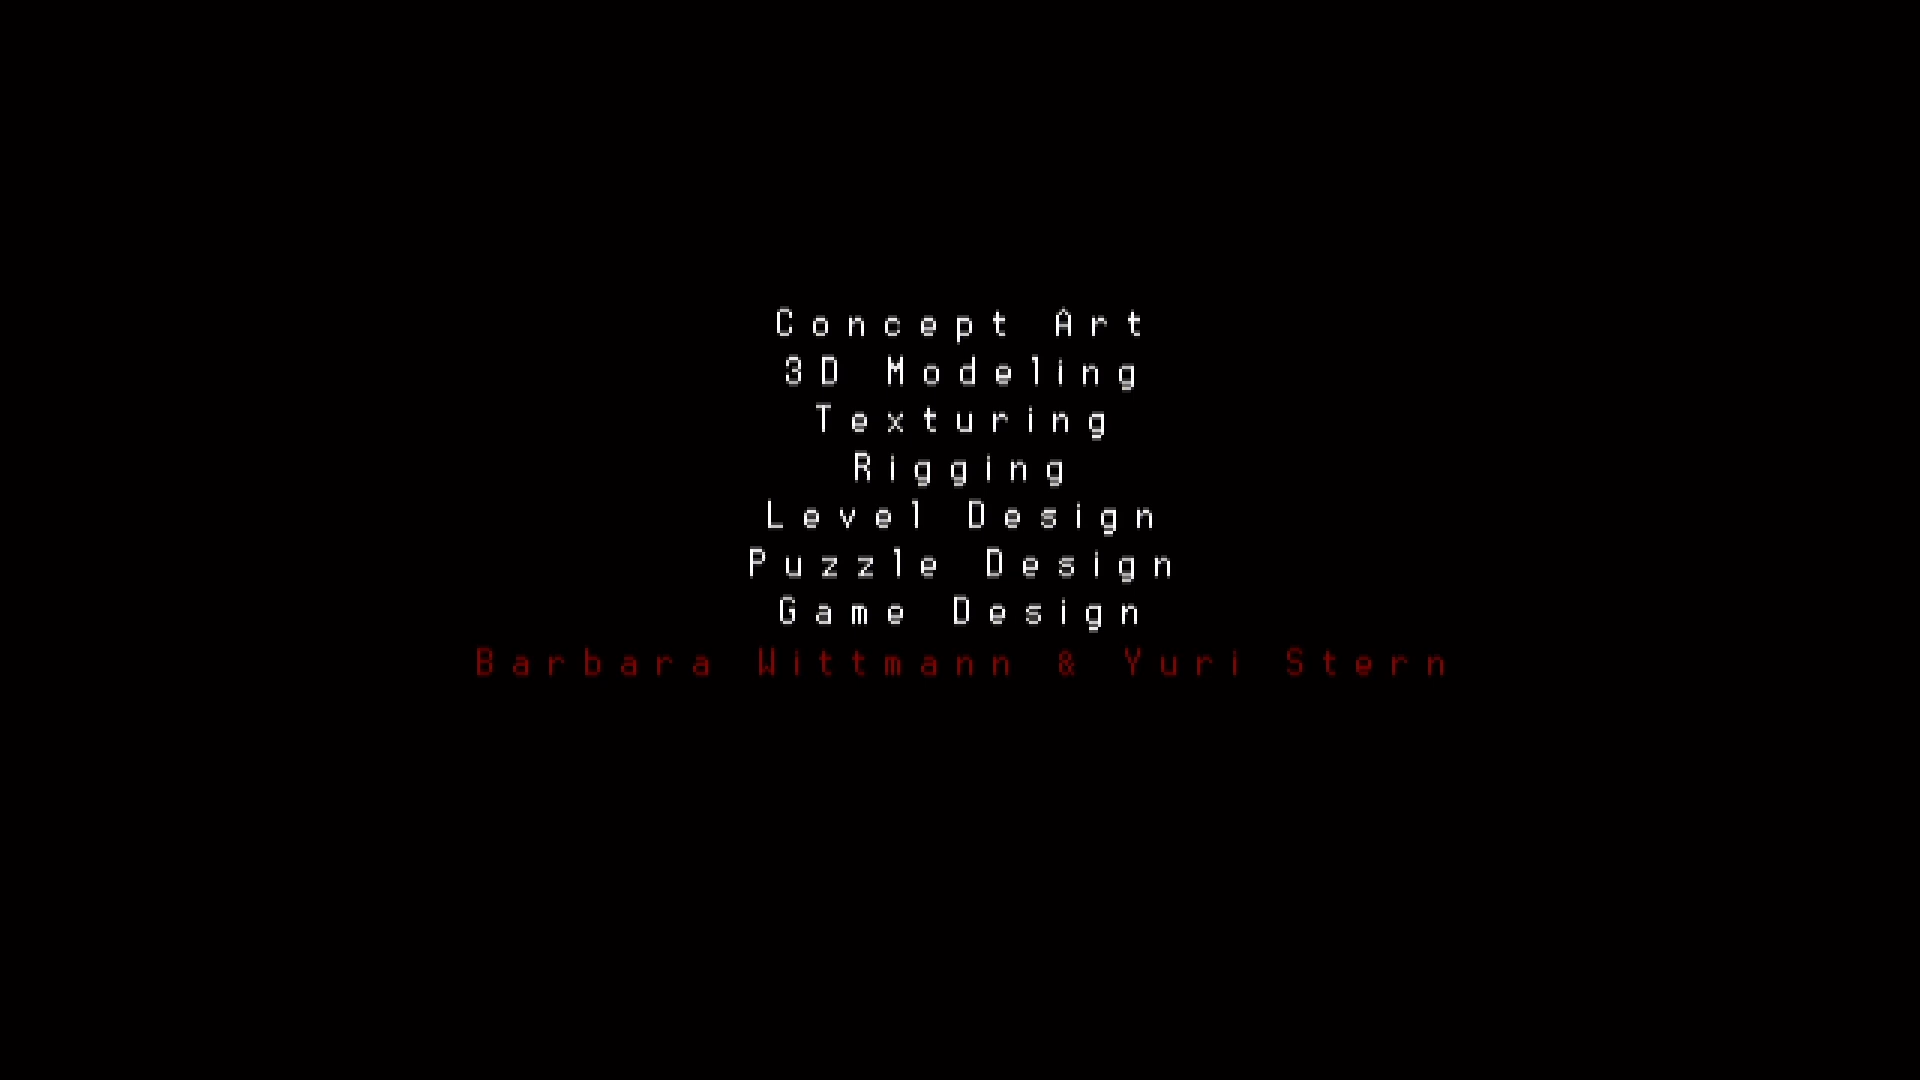 Concept Art
3D Modeling
Texturing
Rigging
Level Design
Puzzle Design
Game Design
Barbara Wittmann & Yuri Stern